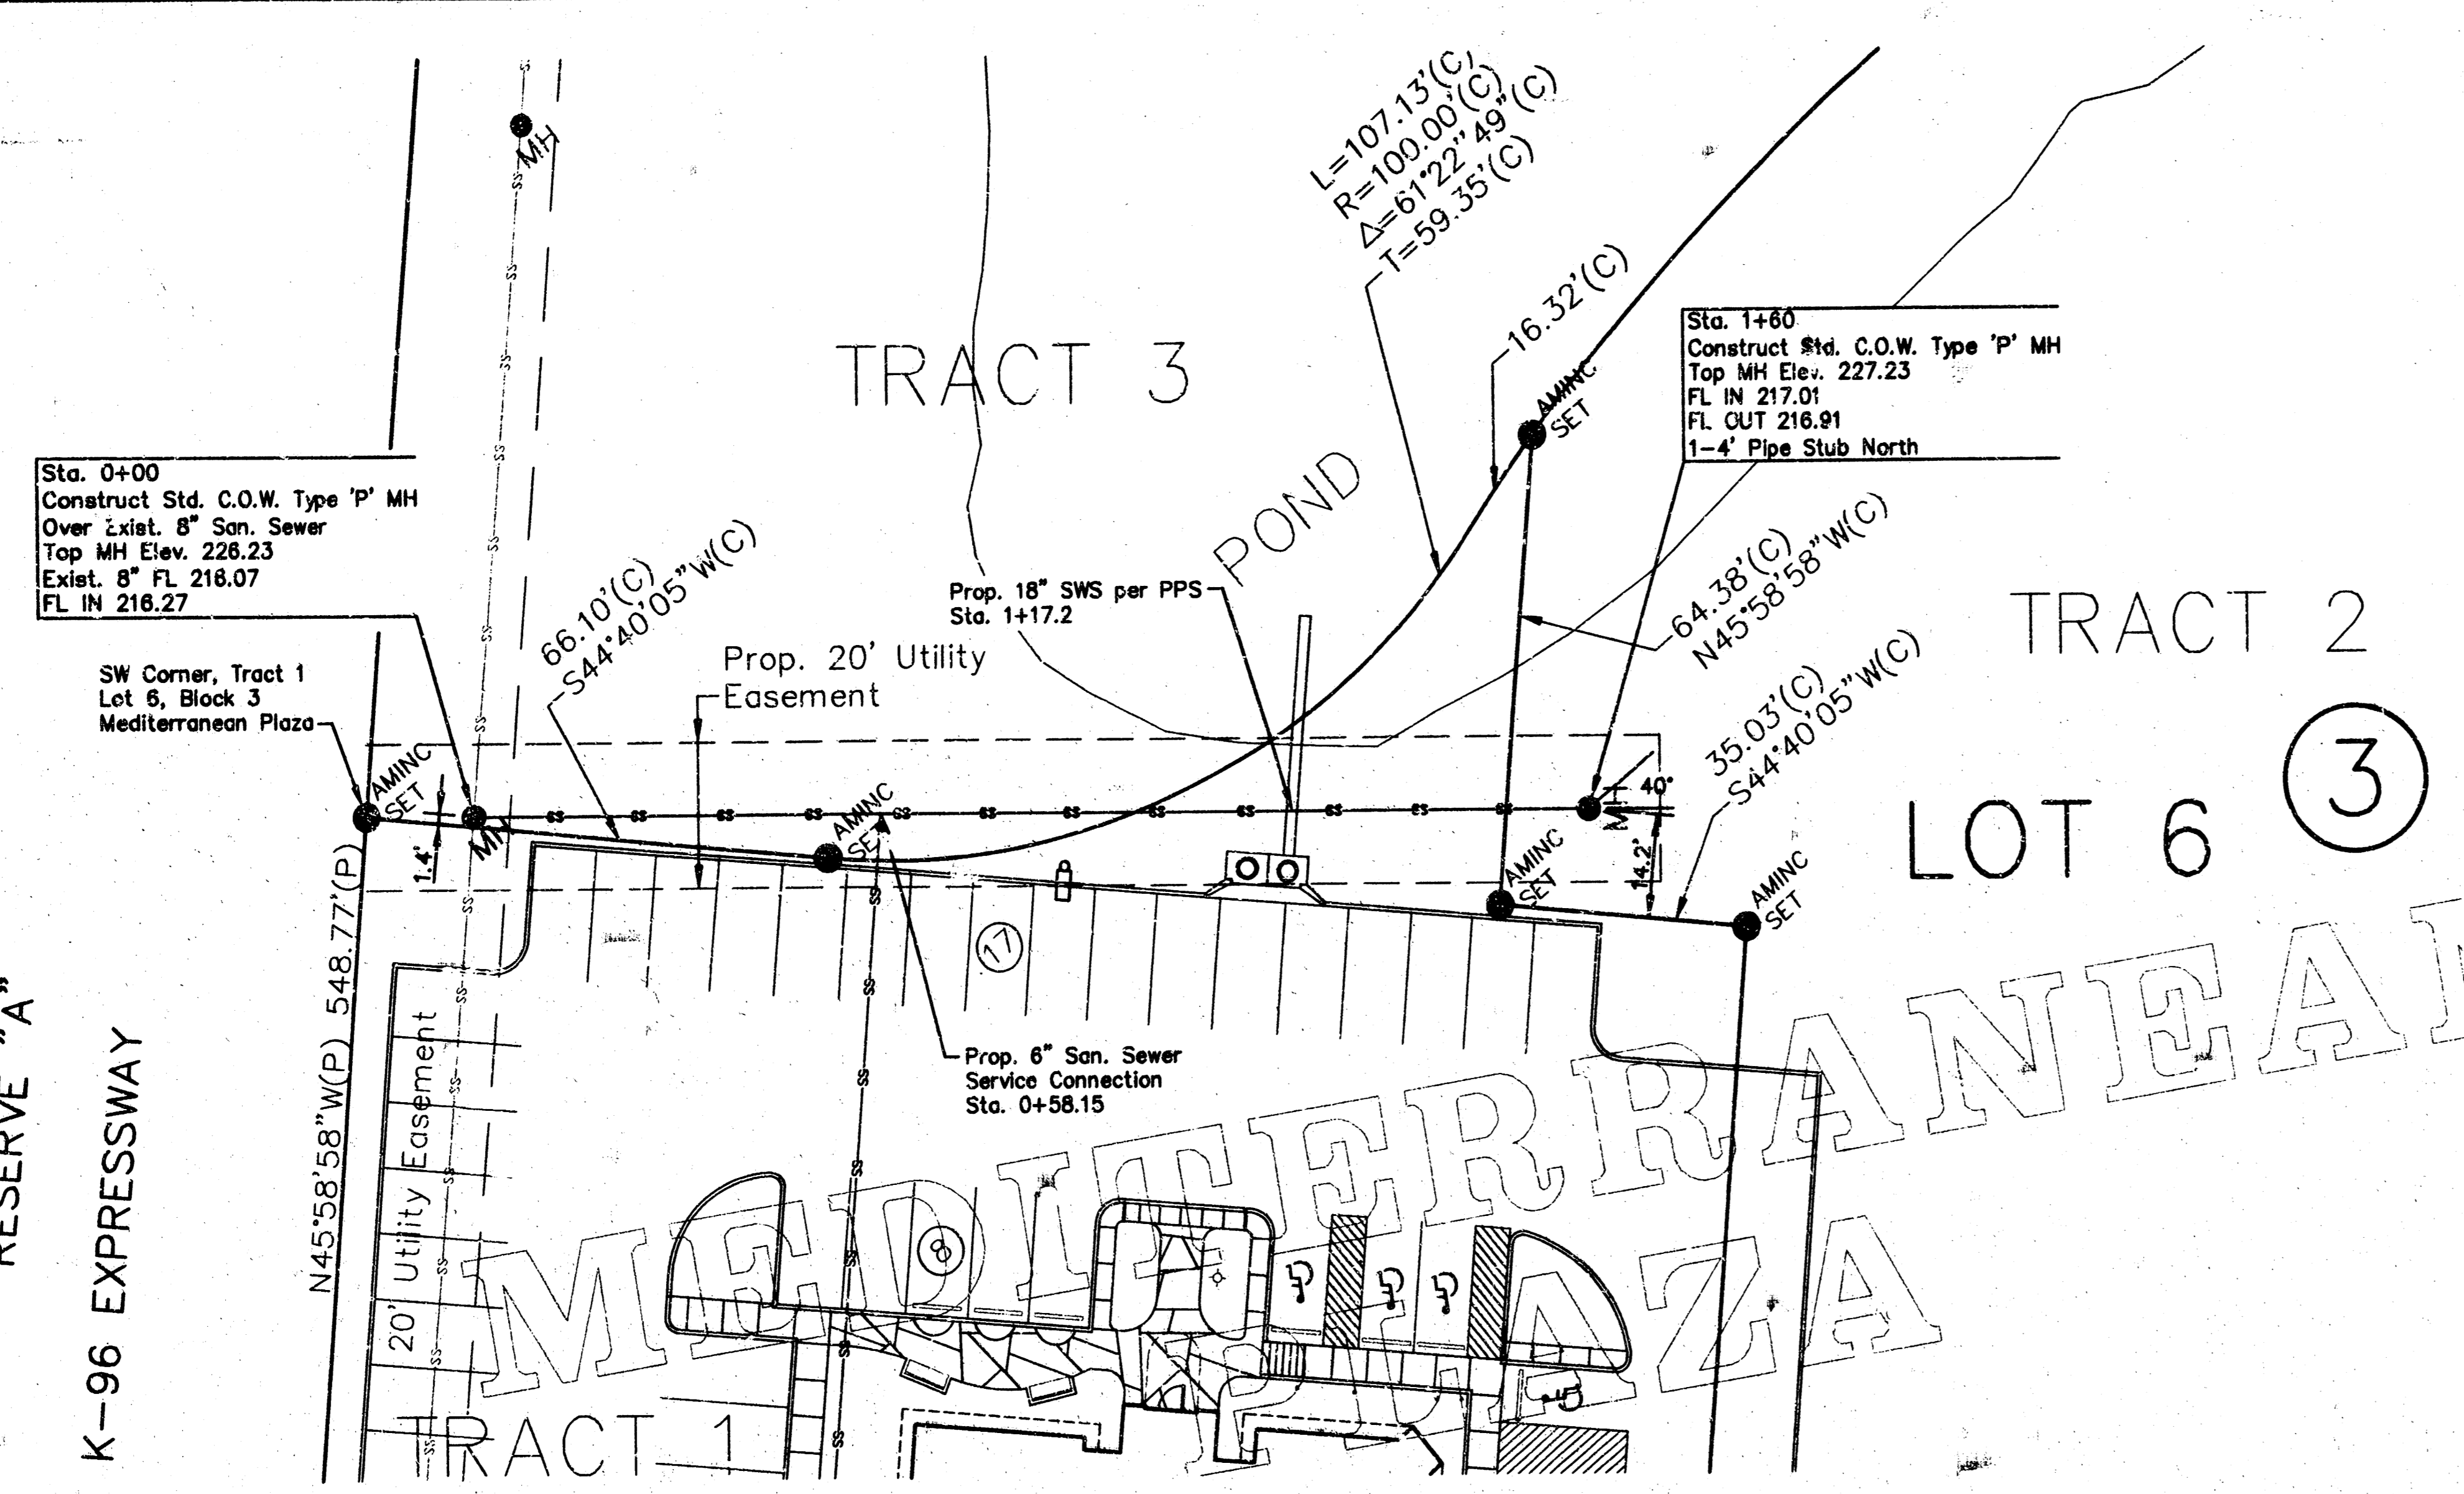 L=107.13'(C)
R=100.00'(C)
Δ=61°22"49"(C)
T=59.35'(C)
16.32'(C)
MH
TRACT 3
Sta. 1+60
Construct Std. C.O.W. Type 'P' MH
Top MH Elev. 227.23
FL IN 217.01
FL OUT 216.91
1-4' Pipe Stub North
AMINC
SET
Sta. 0+00
Construct Std. C.O.W. Type 'P' MH
Over Exist. 8" San. Sewer
Top MH Elev. 226.23
Exist. 8" FL 216.07
FL IN 216.27
POND
66.10'(C)
S44°40'05"W(C)
Prop. 18" SWS per PPS
Sta. 1+17.2
64.38'(C)
N45°58'58"W(C)
TRACT 2
Prop. 20' Utility
Easement
SW Corner, Tract 1
Lot 6, Block 3
Mediterranean Plaza
35.03'(C)
S44°40'05"W(C)
3
LOT 6
AMINC
SET
MH
1.4'
AMINC
SET
MH
40°
14.2'
AMINC
SET
AMINC
SET
17
Prop. 6" San. Sewer
Service Connection
Sta. 0+58.15
N45°58'58"W(P) 548.77'(P)
20' Utility Easement
RESERVE "A"
K-96 EXPRESSWAY
8
MEDITERRANEAN
PLAZA
TRACT 1
SS